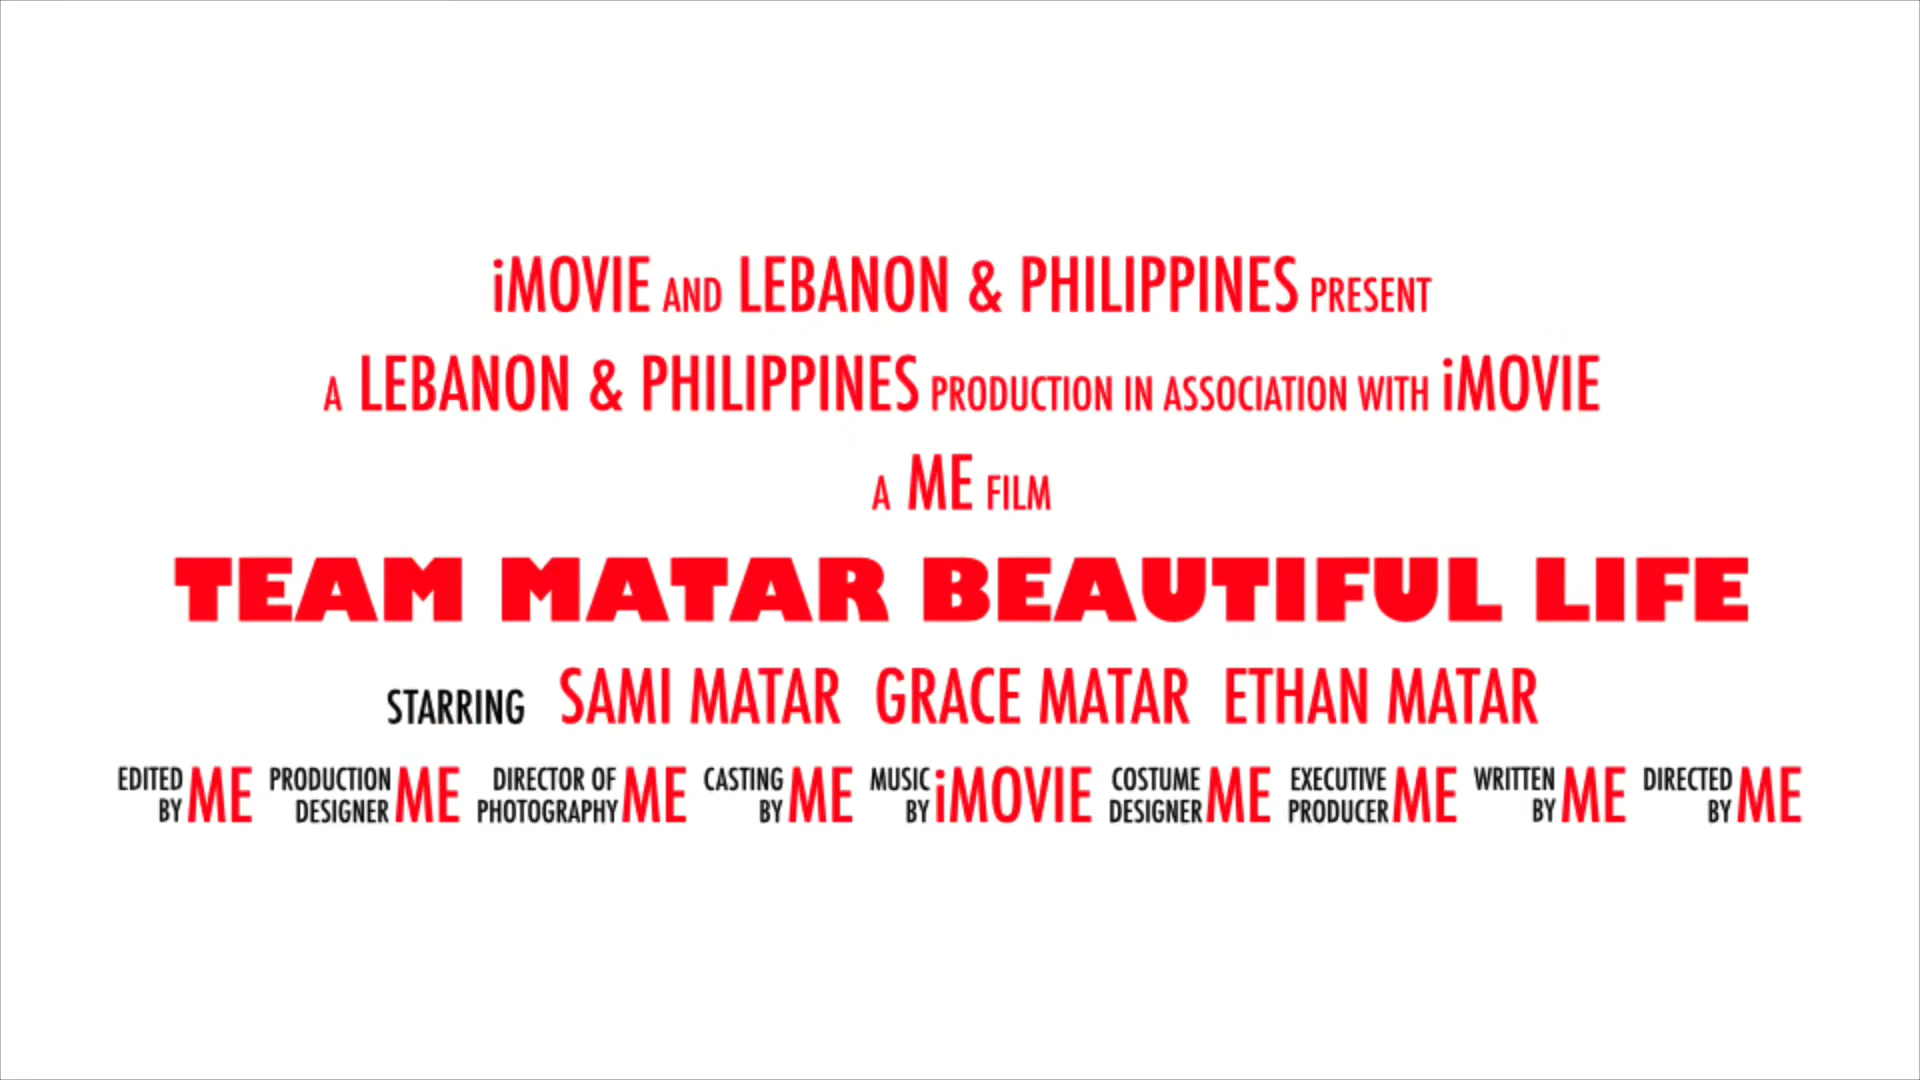 iMOVIE AND LEBANON & PHILIPPINES PRESENT
A LEBANON & PHILIPPINES PRODUCTION IN ASSOCIATION WITH iMOVIE
A ME FILM
TEAM MATAR BEAUTIFUL LIFE
STARRING SAMI MATAR GRACE MATAR ETHAN MATAR
EDITED BY ME PRODUCTION DESIGNER ME DIRECTOR OF PHOTOGRAPHY ME CASTING BY ME MUSIC BY iMOVIE COSTUME DESIGNER ME EXECUTIVE PRODUCER ME WRITTEN BY ME DIRECTED BY ME